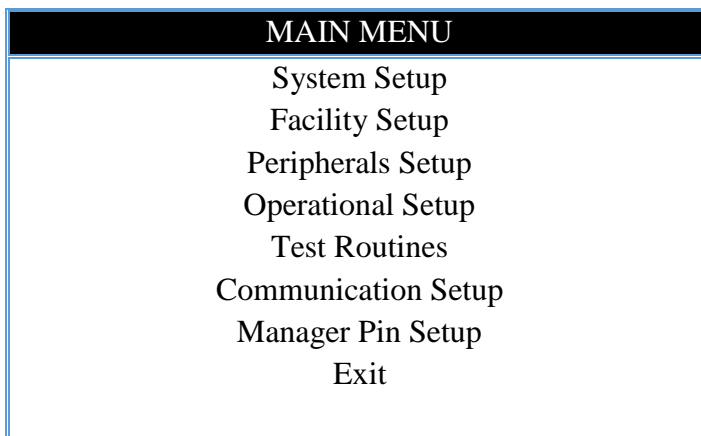 MAIN MENU
System Setup
Facility Setup
Peripherals Setup
Operational Setup
Test Routines
Communication Setup
Manager Pin Setup
Exit